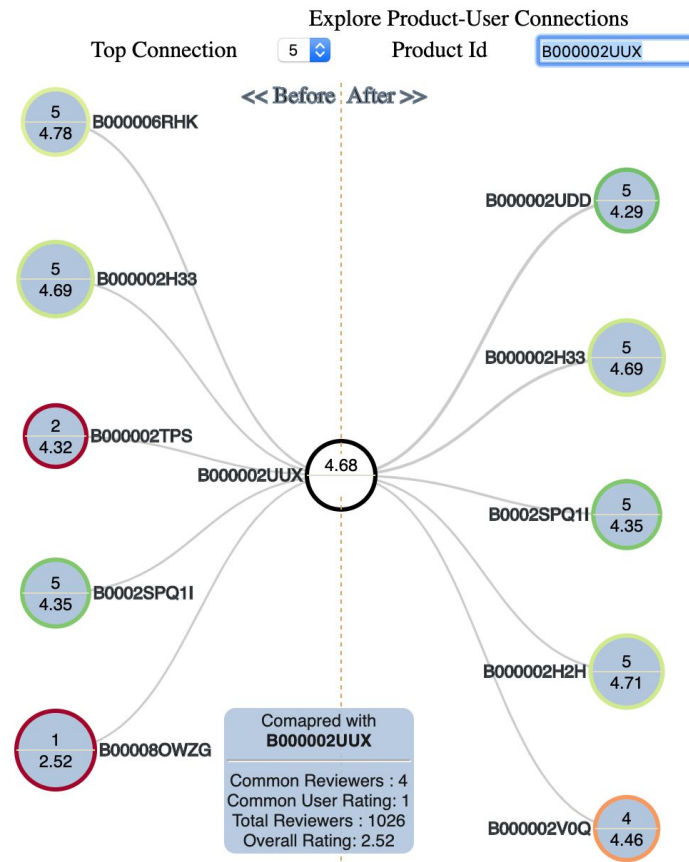 Explore Product-User Connections
Top Connection 5 Product Id B000002UUX
<< Before After >>
5
4.78
B000006RHK
5
4.29
B000002UDD
5
4.69
B000002H33
5
4.69
B000002H33
2
4.32
B000002TPS
4.68
B000002UUX
5
4.35
B0002SPQ1I
5
4.35
B0002SPQ1I
5
4.71
B000002H2H
1
2.52
B00008OWZG
4
4.46
B000002V0Q
Comapred with
B000002UUX
Common Reviewers : 4
Common User Rating: 1
Total Reviewers : 1026
Overall Rating: 2.52